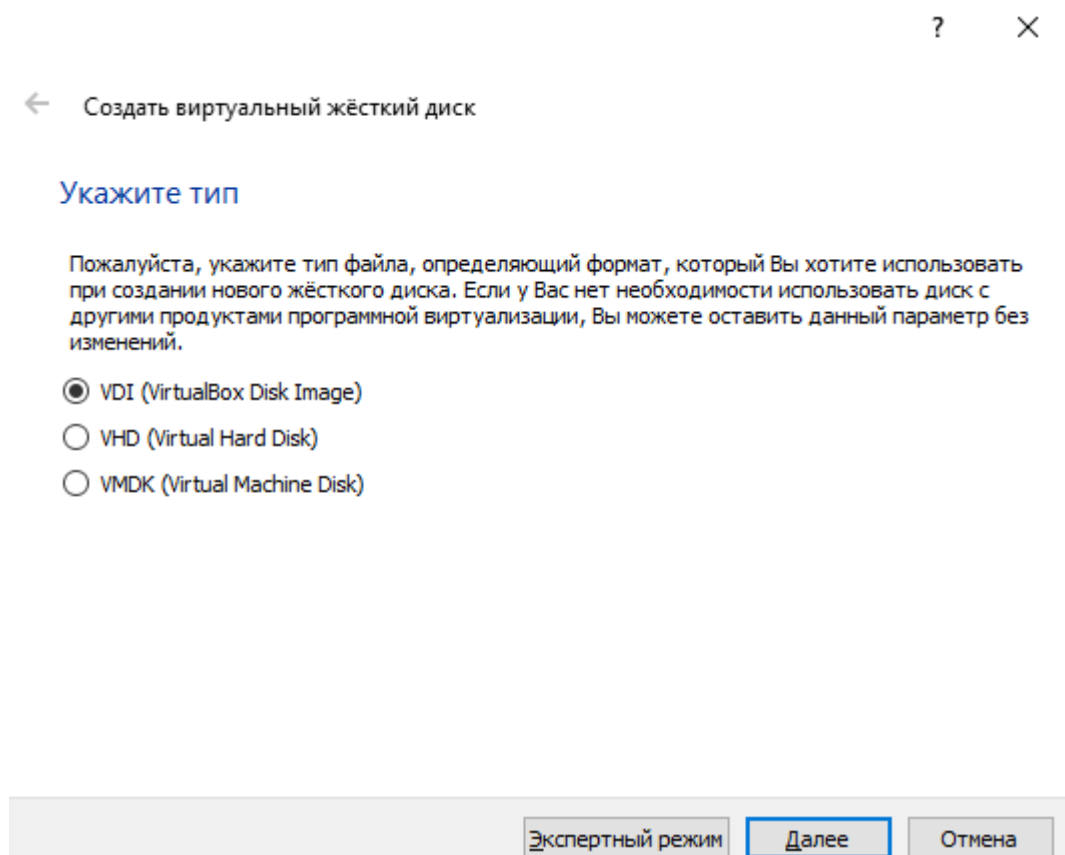 ?
Создать виртуальный жёсткий диск
Укажите тип
Пожалуйста, укажите тип файла, определяющий формат, который Вы хотите использовать
при создании нового жёсткого диска. Если у Вас нет необходимости использовать диск с
другими продуктами программной виртуализации, Вы можете оставить данный параметр без
изменений.
VDI (VirtualBox Disk Image)
VHD (Virtual Hard Disk)
VMDK (Virtual Machine Disk)
Экспертный режим Далее Отмена